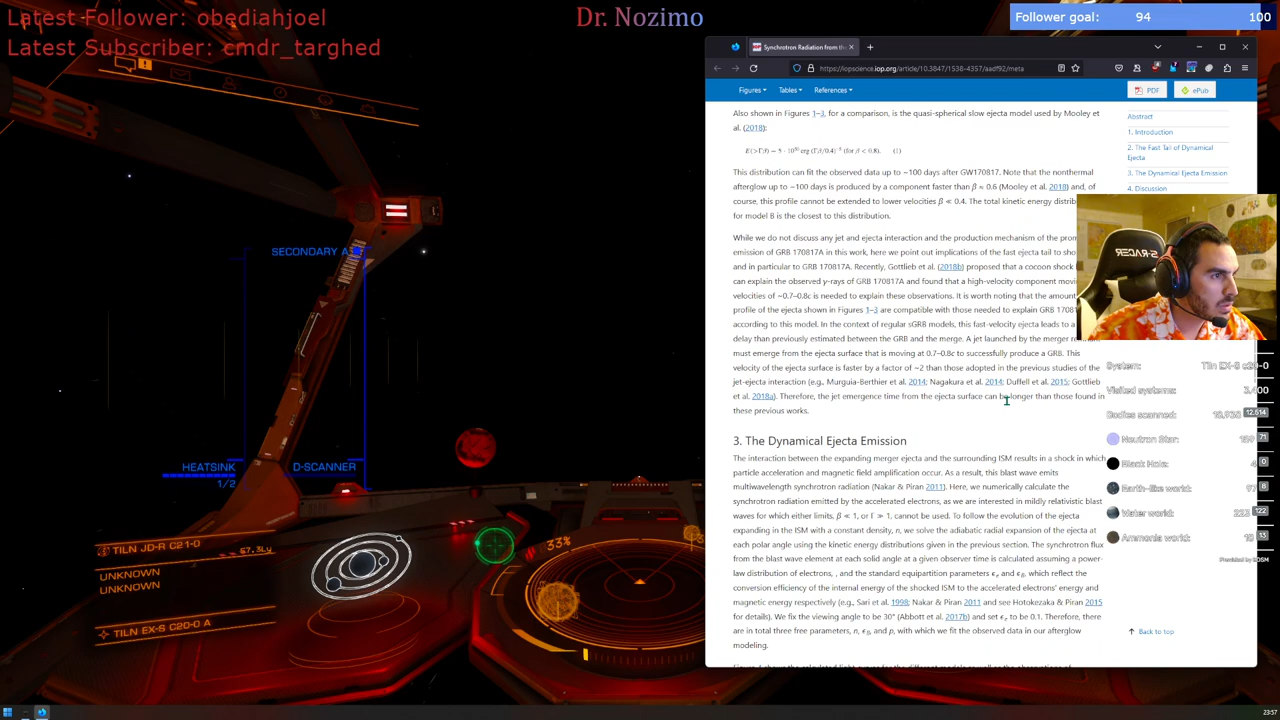 Latest Follower: obediahjoel
Latest Subscriber: cmdr_targhed
Dr. Nozimo
Follower goal: 94 100
SECONDARY
HEATSINK
1/2
D-SCANNER
TILN JD-R C21-0 67.3Ly
UNKNOWN
UNKNOWN
TILN EX-S C20-0 A
33%
Synchrotron Radiation from the
https://iopscience.iop.org/article/10.3847/1538-4357/aadf92/meta
Figures Tables References
PDF ePub
Also shown in Figures 1–3, for a comparison, is the quasi-spherical slow ejecta model used by Mooley et
al. (2018):
This distribution can fit the observed data up to ~100 days after GW170817. Note that the nonthermal
afterglow up to ~100 days is produced by a component faster than β ≈ 0.6 (Mooley et al. 2018) and, of
course, this profile cannot be extended to lower velocities β ≪ 0.4. The total kinetic energy distrib
for model B is the closest to this distribution.
While we do not discuss any jet and ejecta interaction and the production mechanism of the prom
emission of GRB 170817A in this work, here we point out implications of the fast ejecta tail to sho
and in particular to GRB 170817A. Recently, Gottlieb et al. (2018b) proposed that a cocoon shock
can explain the observed γ-rays of GRB 170817A and found that a high-velocity component movi
velocities of ~0.7–0.8c is needed to explain these observations. It is worth noting that the amount
profile of the ejecta shown in Figures 1–3 are compatible with those needed to explain GRB 1708
according to this model. In the context of regular sGRB models, this fast-velocity ejecta leads to a
delay than previously estimated between the GRB and the merge. A jet launched by the merger
must emerge from the ejecta surface that is moving at 0.7–0.8c to successfully produce a GRB. This
velocity of the ejecta surface is faster by a factor of ~2 than those adopted in the previous studies of the
jet-ejecta interaction (e.g., Murguia-Berthier et al. 2014; Nagakura et al. 2014; Duffell et al. 2015; Gottlieb
et al. 2018a). Therefore, the jet emergence time from the ejecta surface can be longer than those found in
these previous works.
3. The Dynamical Ejecta Emission
The interaction between the expanding merger ejecta and the surrounding ISM results in a shock in which
particle acceleration and magnetic field amplification occur. As a result, this blast wave emits
multiwavelength synchrotron radiation (Nakar & Piran 2011). Here, we numerically calculate the
synchrotron radiation emitted by the accelerated electrons, as we are interested in mildly relativistic blast
waves for which either limits, β ≪ 1, or Γ ≫ 1, cannot be used. To follow the evolution of the ejecta
expanding in the ISM with a constant density, n, we solve the adiabatic radial expansion of the ejecta at
each polar angle using the kinetic energy distributions given in the previous section. The synchrotron flux
from the blast wave element at each solid angle at a given observer time is calculated assuming a power-
law distribution of electrons, , and the standard equipartition parameters ϵe and ϵB, which reflect the
conversion efficiency of the internal energy of the shocked ISM to the accelerated electrons' energy and
magnetic energy respectively (e.g., Sari et al. 1998; Nakar & Piran 2011 and see Hotokezaka & Piran 2015
for details). We fix the viewing angle to be 30° (Abbott et al. 2017b) and set ϵe to be 0.1. Therefore, there
are in total three free parameters, n, ϵB, and p, with which we fit the observed data in our afterglow
modeling.
Abstract
1. Introduction
2. The Fast Tail of Dynamical
Ejecta
3. The Dynamical Ejecta Emission
4. Discussion
Back to top
S-RACER
System:
Visited systems: 3,400
Bodies scanned: 12,614
Neutron Star: 71
Black Hole: 4 0
Earth-like world: 97 8
Water world: 122
Ammonia world: 13
23:57